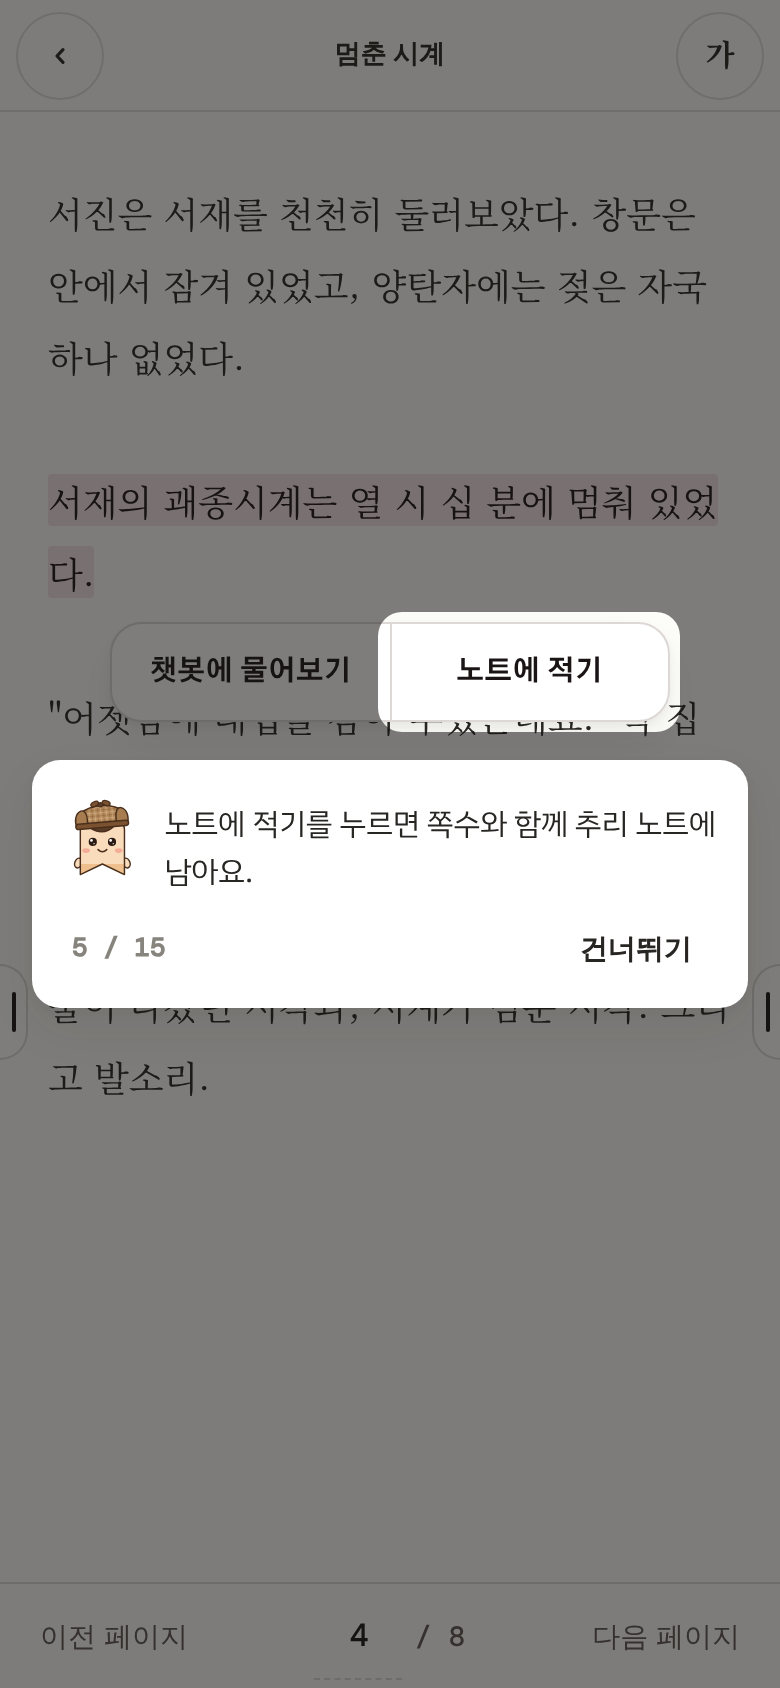 멈춘 시계
가
서진은 서재를 천천히 둘러보았다. 창문은
안에서 잠겨 있었고, 양탄자에는 젖은 자국
하나 없었다.
서재의 괘종시계는 열 시 십 분에 멈춰 있었
다.
챗봇에 물어보기
노트에 적기
집
노트에 적기를 누르면 쪽수와 함께 추리 노트에
남아요.
5 / 15
건너뛰기
고 발소리.
이전 페이지
4 / 8
다음 페이지